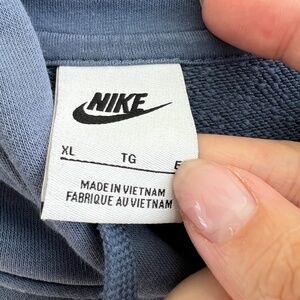 NIKE
XL TG
MADE IN VIETNAM
FABRIQUE AU VIETNAM